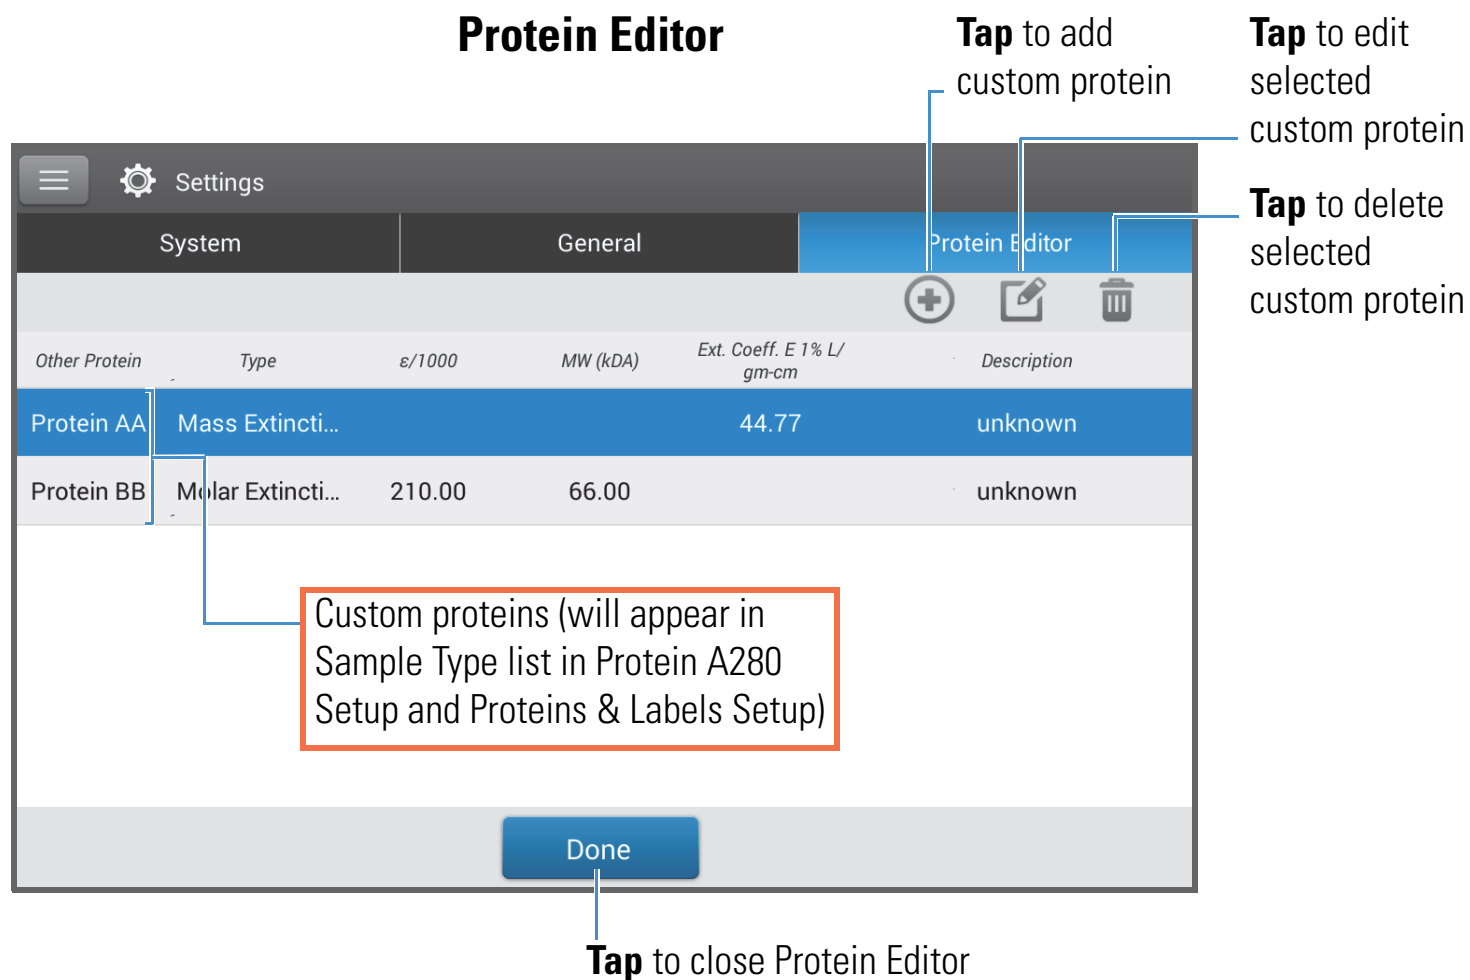 Protein Editor
Tap to add
custom protein
Tap to edit
selected
custom protein
Tap to delete
selected
custom protein
Settings
System
General
Protein Editor
Other Protein
Type
ε/1000
MW (kDA)
Ext. Coeff. E 1% L/
gm-cm
Description
Protein AA
Mass Extincti...
44.77
unknown
Protein BB
Molar Extincti...
210.00
66.00
unknown
Custom proteins (will appear in
Sample Type list in Protein A280
Setup and Proteins & Labels Setup)
Done
Tap to close Protein Editor